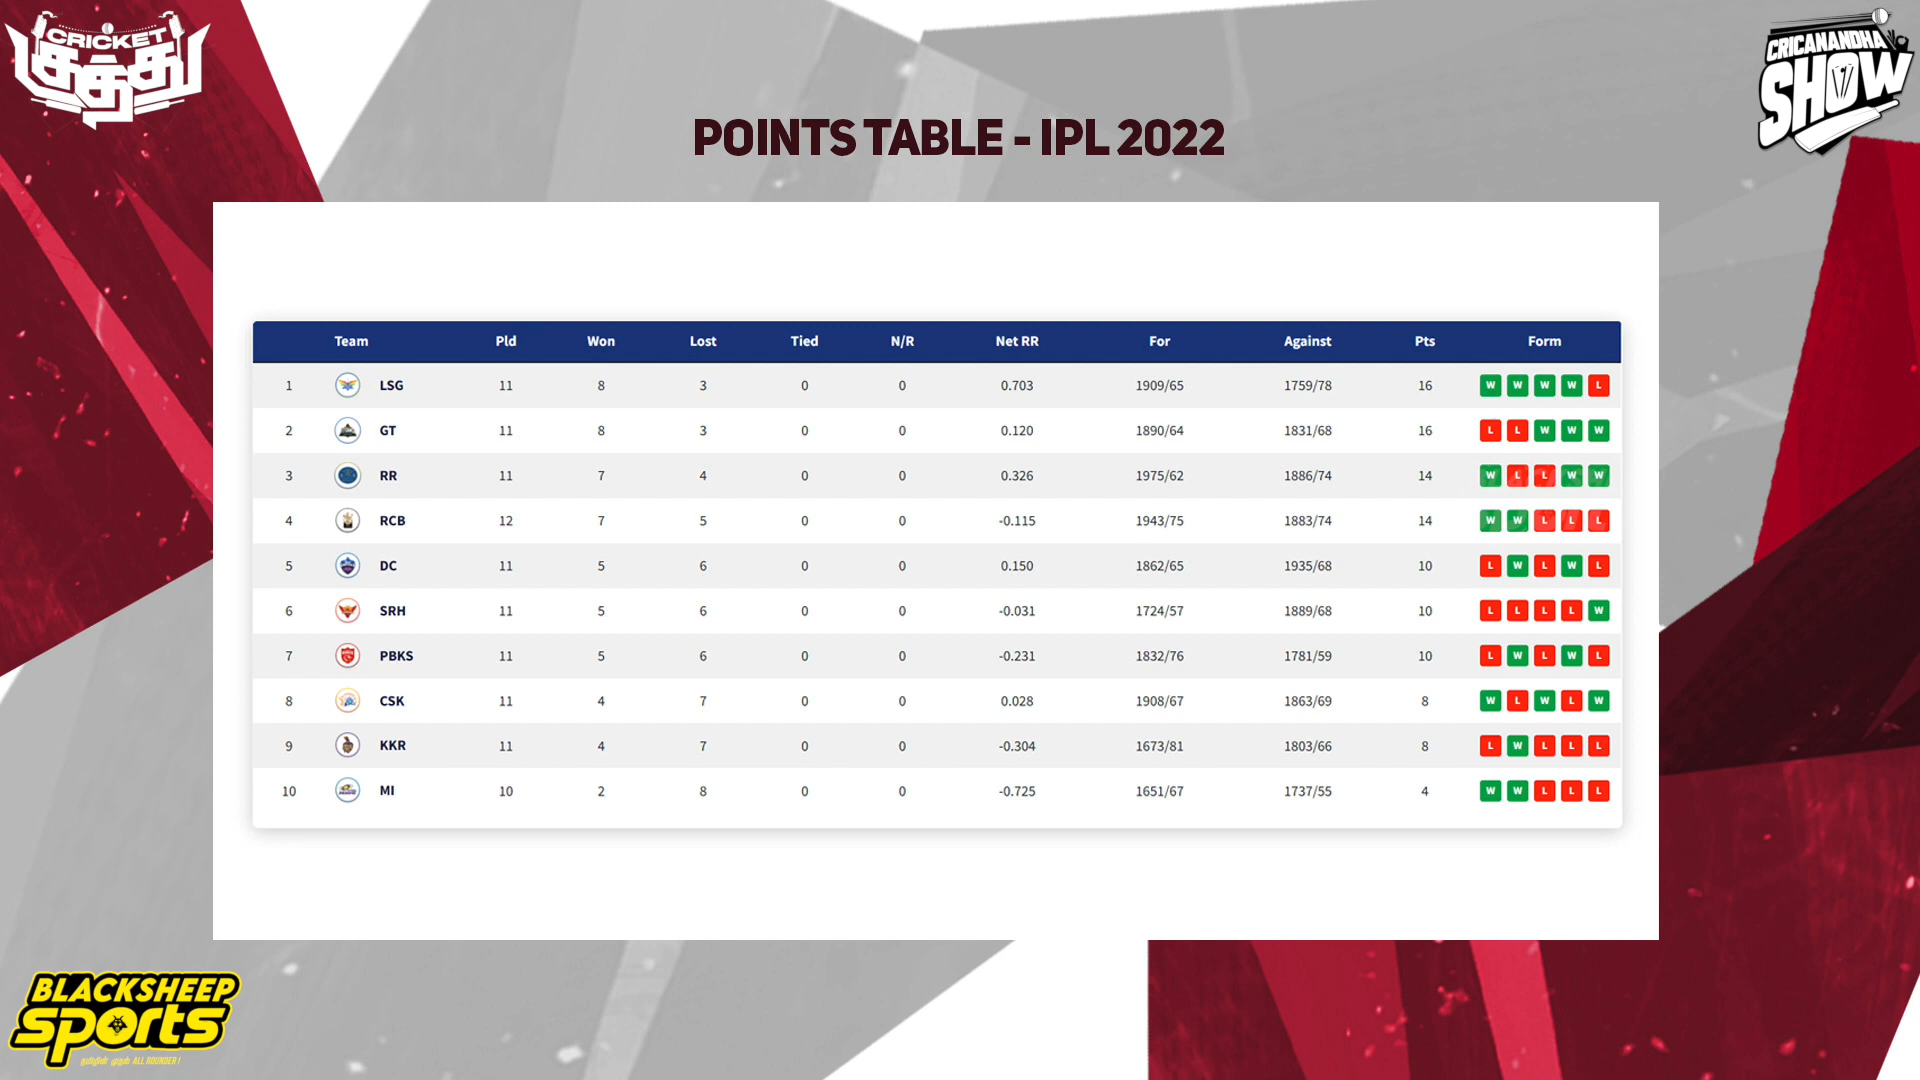 CRICKET
குத்து
CRICANANDHA
SHOW
POINTS TABLE - IPL 2022
Team Pld Won Lost Tied N/R Net RR For Against Pts Form
1 LSG 11 8 3 0 0 0.703 1909/65 1759/78 16 W W W W L
2 GT 11 8 3 0 0 0.120 1890/64 1831/68 16 L L W W W
3 RR 11 7 4 0 0 0.326 1975/62 1886/74 14 W L L W W
4 RCB 12 7 5 0 0 -0.115 1943/75 1883/74 14 W W L L L
5 DC 11 5 6 0 0 0.150 1862/65 1935/68 10 L W L W L
6 SRH 11 5 6 0 0 -0.031 1724/57 1889/68 10 L L L L W
7 PBKS 11 5 6 0 0 -0.231 1832/76 1781/59 10 L W L W L
8 CSK 11 4 7 0 0 0.028 1908/67 1863/69 8 W L W L W
9 KKR 11 4 7 0 0 -0.304 1673/81 1803/66 8 L W L L L
10 MI 10 2 8 0 0 -0.725 1651/67 1737/55 4 W W L L L
BLACKSHEEP
sports
தமிழின் முதல் ALL ROUNDER !